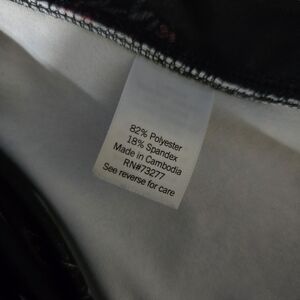 82% Polyester
18% Spandex
Made in Cambodia
RN#73277
See reverse for care